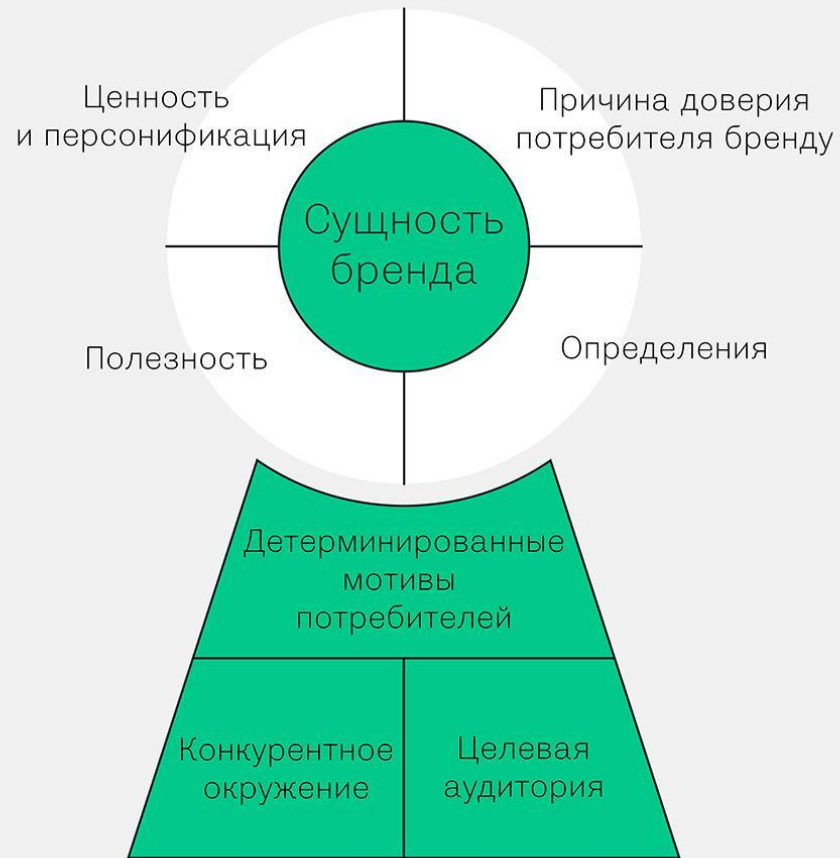 Ценность
и персонификация
Причина доверия
потребителя бренду
Сущность
бренда
Полезность
Определения
Детерминированные
мотивы
потребителей
Конкурентное
окружение
Целевая
аудитория